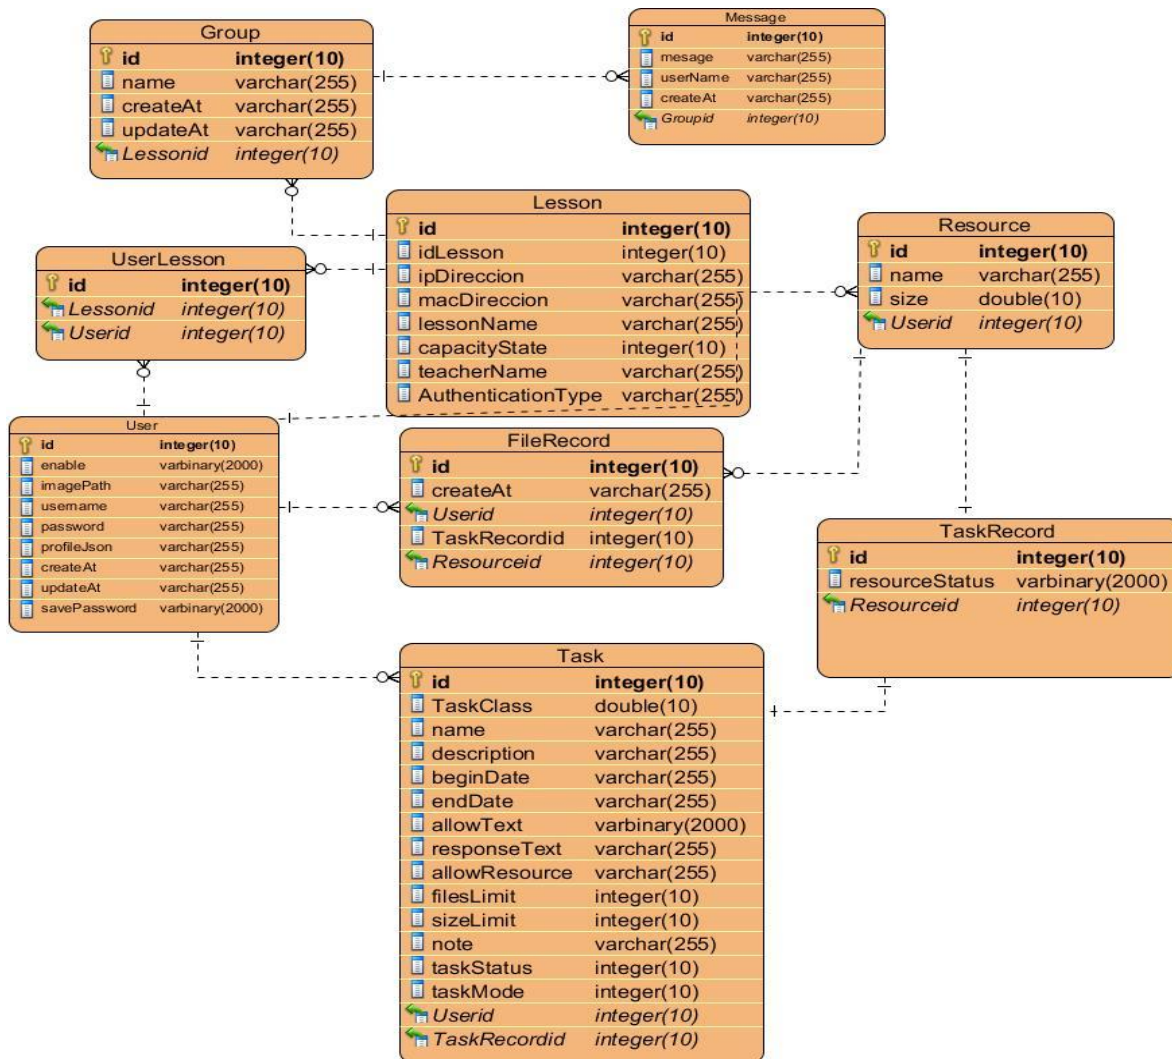 Group
id integer(10)
name varchar(255)
createAt varchar(255)
updateAt varchar(255)
Lessonid integer(10)
Message
id integer(10)
mesage varchar(255)
userName varchar(255)
createAt varchar(255)
Groupid integer(10)
Lesson
id integer(10)
idLesson integer(10)
ipDireccion varchar(255)
macDireccion varchar(255)
lessonName varchar(255)
capacityState integer(10)
teacherName varchar(255)
AuthenticationType varchar(255)
Resource
id integer(10)
name varchar(255)
size double(10)
Userid integer(10)
UserLesson
id integer(10)
Lessonid integer(10)
Userid integer(10)
User
id integer(10)
enable varbinary(2000)
imagePath varchar(255)
username varchar(255)
password varchar(255)
profileJson varchar(255)
createAt varchar(255)
updateAt varchar(255)
savePassword varbinary(2000)
FileRecord
id integer(10)
createAt varchar(255)
Userid integer(10)
TaskRecordid integer(10)
Resourceid integer(10)
TaskRecord
id integer(10)
resourceStatus varbinary(2000)
Resourceid integer(10)
Task
id integer(10)
TaskClass double(10)
name varchar(255)
description varchar(255)
beginDate varchar(255)
endDate varchar(255)
allowText varbinary(2000)
responseText varchar(255)
allowResource varchar(255)
filesLimit integer(10)
sizeLimit integer(10)
note varchar(255)
taskStatus integer(10)
taskMode integer(10)
Userid integer(10)
TaskRecordid integer(10)